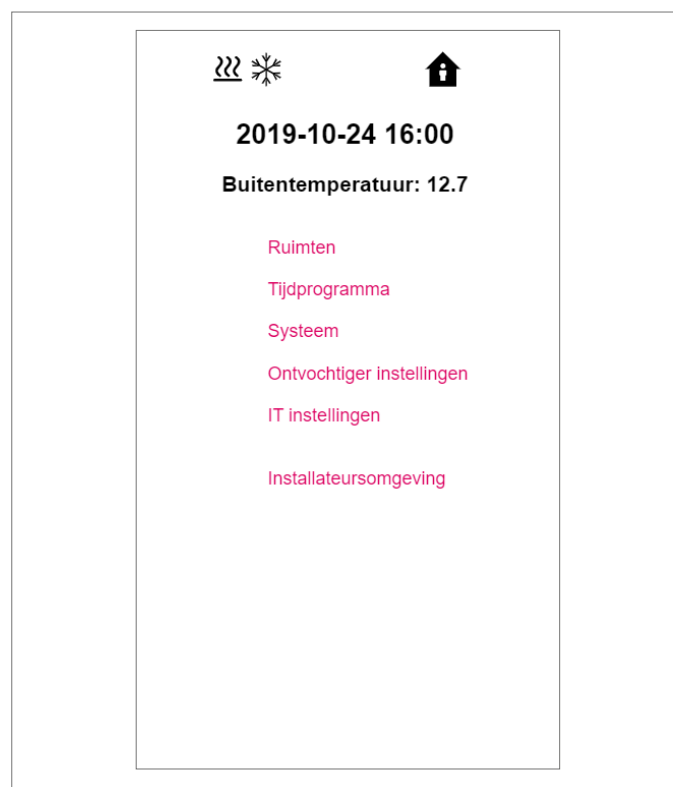 2019-10-24 16:00
Buitentemperatuur: 12.7
Ruimten
Tijdprogramma
Systeem
Ontvochtiger instellingen
IT instellingen
Installateursomgeving